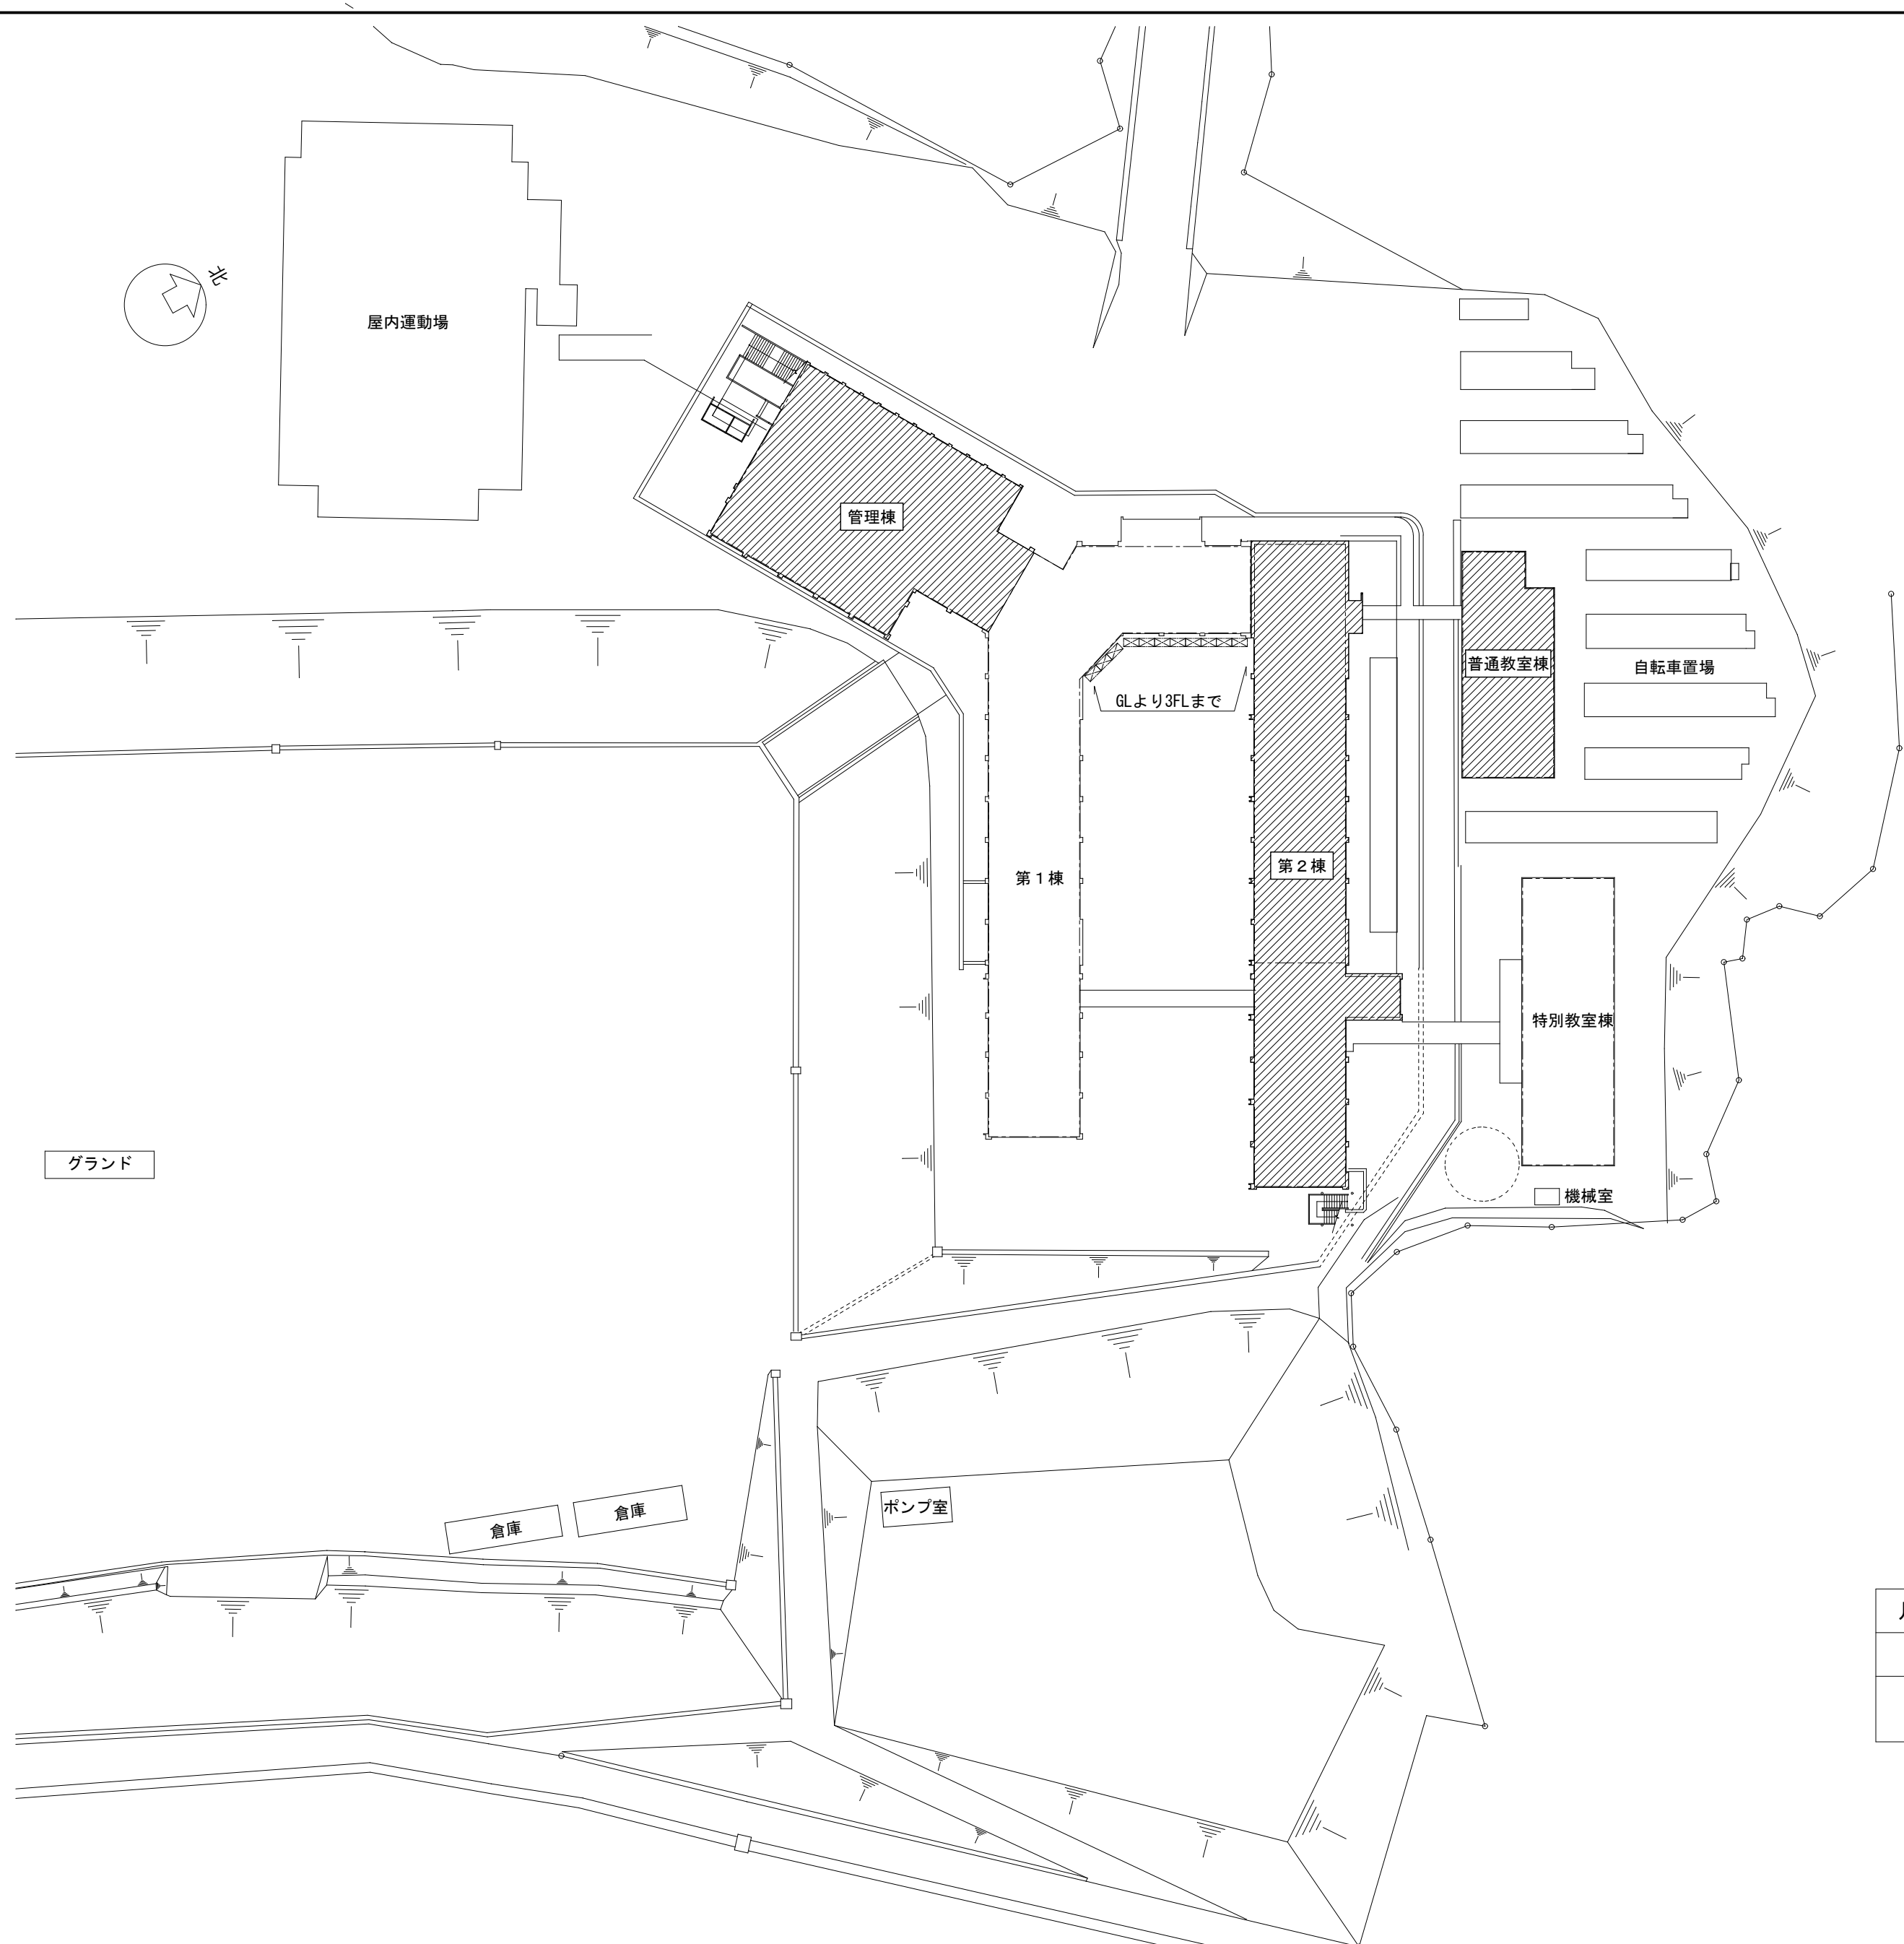 北
屋内運動場
管理棟
普通教室棟
自転車置場
GLより3FLまで
第１棟
第２棟
特別教室棟
グランド
機械室
倉庫
倉庫
ポンプ室